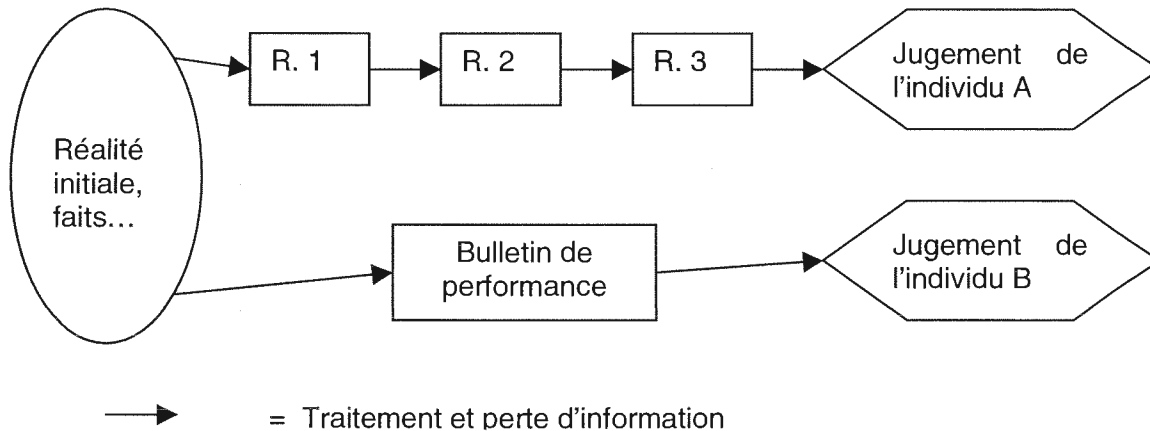 R. 1
R. 2
R. 3
Jugement de
l'individu A
Réalité
initiale,
faits...
Bulletin de
performance
Jugement de
l'individu B
= Traitement et perte d'information